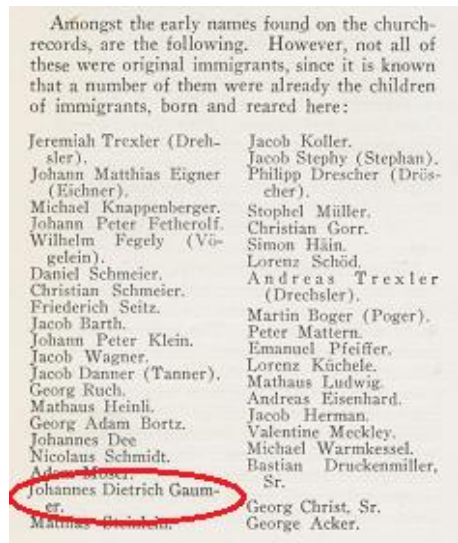 Amongst the early names found on the church-
records, are the following. However, not all of
these were original immigrants, since it is known
that a number of them were already the children
of immigrants, born and reared here:
Jeremiah Trexler (Dreh-
sler).
Johann Matthias Eigner
(Eichner).
Michael Knappenberger.
Johann Peter Fetherolf.
Wilhelm Fegely (Vö-
gelein).
Daniel Schmeier.
Christian Schmeier.
Friederich Seitz.
Jacob Barth.
Johann Peter Klein.
Jacob Wagner.
Jacob Danner (Tanner).
Georg Ruch.
Mathaus Heinli.
Georg Adam Bortz.
Johannes Dee
Nicolaus Schmidt.
Adam Moser.
Johannes Dietrich Gaum-
er.
Mathias Steinlein.
Jacob Koller.
Jacob Stephy (Stephan).
Philipp Drescher (Drös-
cher).
Stophel Müller.
Christian Gorr.
Simon Häin.
Lorenz Schöd.
Andreas Trexler
(Drechsler).
Martin Boger (Poger).
Peter Mattern.
Emanuel Pfeiffer.
Lorenz Küchele.
Mathaus Ludwig.
Andreas Eisenhard.
Jacob Herman.
Valentine Meckley.
Michael Warmkessel.
Bastian Druckenmiller,
Sr.
Georg Christ, Sr.
George Acker.